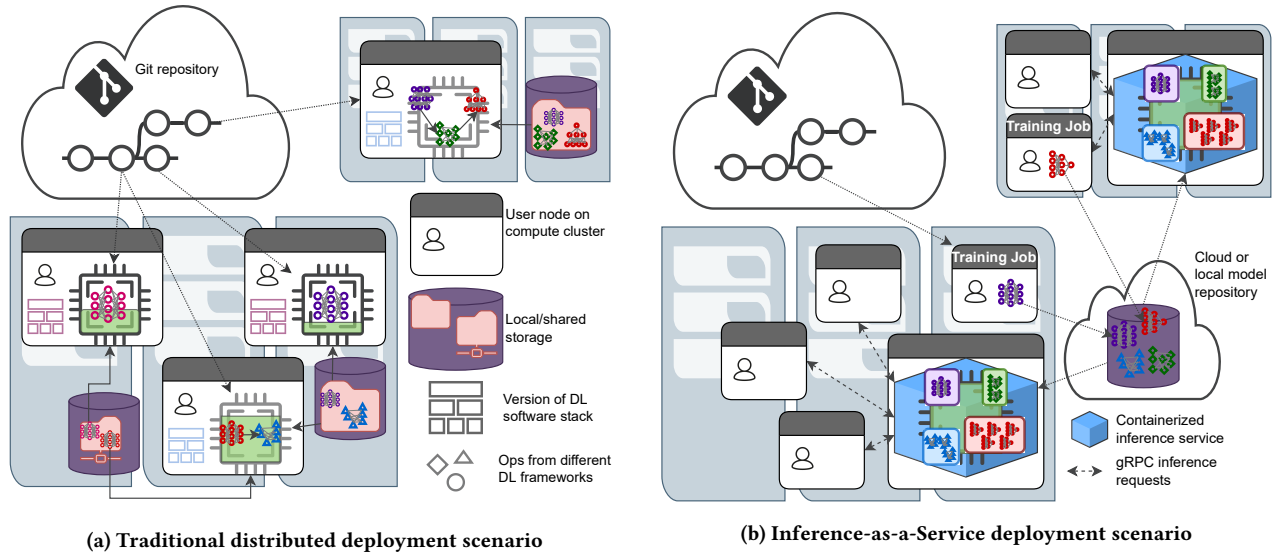 Git repository
User node on
compute cluster
Local/shared
storage
Version of DL
software stack
Ops from different
DL frameworks
(a) Traditional distributed deployment scenario
Training Job
Training Job
Cloud or
local model
repository
Containerized
inference service
gRPC inference
requests
(b) Inference-as-a-Service deployment scenario